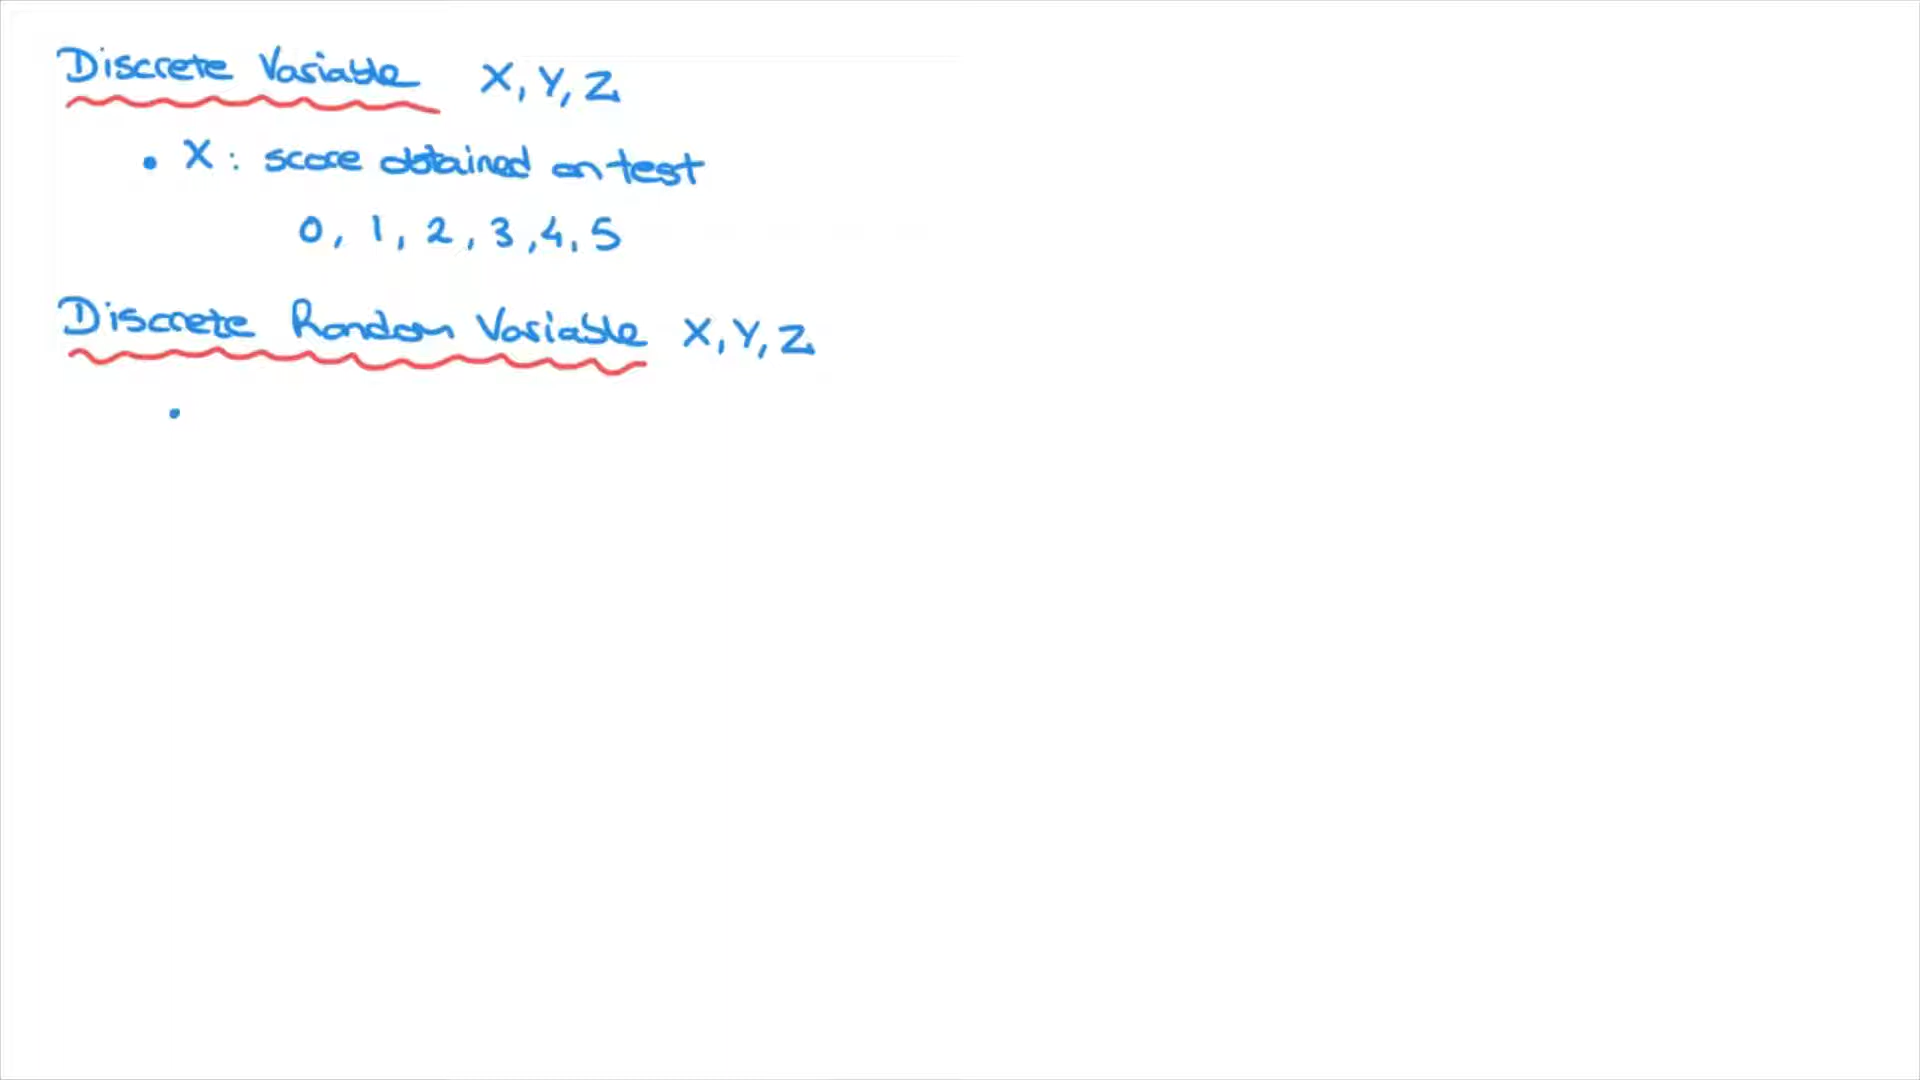 Discrete Variable X, Y, Z
• X : score obtained on test
0, 1, 2, 3, 4, 5
Discrete Random Variable X, Y, Z
•